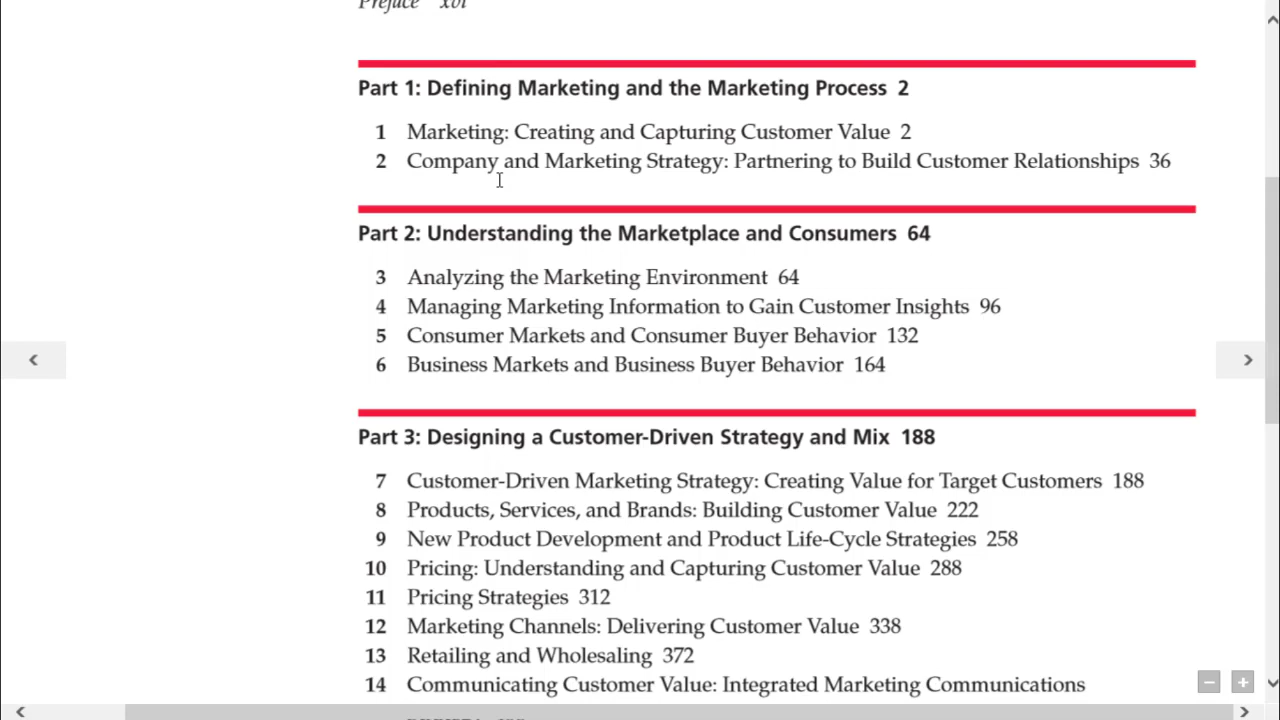 Preface xvi
Part 1: Defining Marketing and the Marketing Process 2
1 Marketing: Creating and Capturing Customer Value 2
2 Company and Marketing Strategy: Partnering to Build Customer Relationships 36
Part 2: Understanding the Marketplace and Consumers 64
3 Analyzing the Marketing Environment 64
4 Managing Marketing Information to Gain Customer Insights 96
5 Consumer Markets and Consumer Buyer Behavior 132
6 Business Markets and Business Buyer Behavior 164
Part 3: Designing a Customer-Driven Strategy and Mix 188
7 Customer-Driven Marketing Strategy: Creating Value for Target Customers 188
8 Products, Services, and Brands: Building Customer Value 222
9 New Product Development and Product Life-Cycle Strategies 258
10 Pricing: Understanding and Capturing Customer Value 288
11 Pricing Strategies 312
12 Marketing Channels: Delivering Customer Value 338
13 Retailing and Wholesaling 372
14 Communicating Customer Value: Integrated Marketing Communications